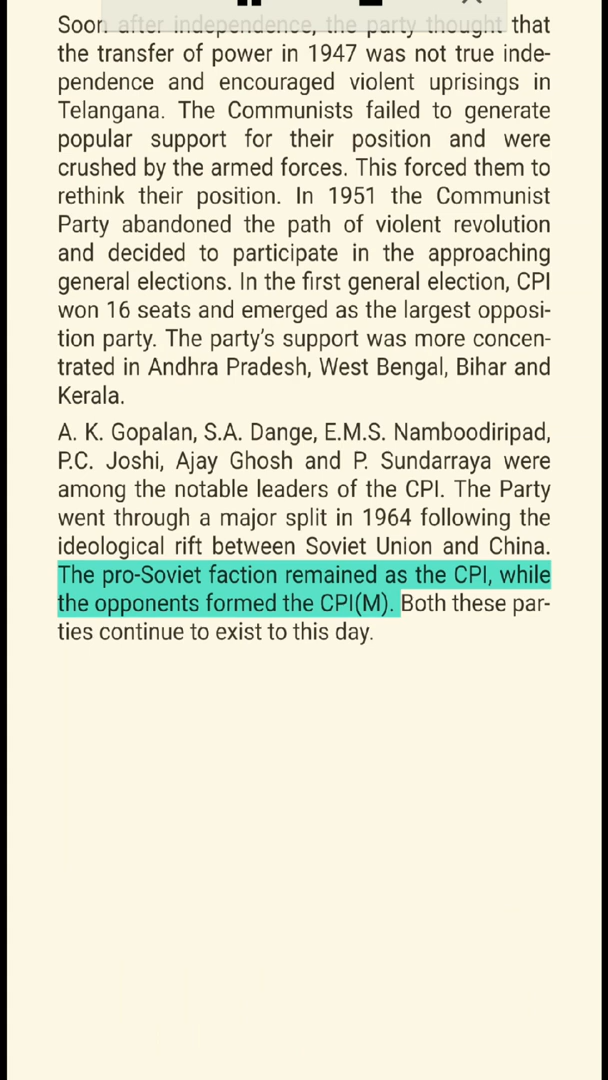 Soon after independence, the party thought that
the transfer of power in 1947 was not true inde-
pendence and encouraged violent uprisings in
Telangana. The Communists failed to generate
popular support for their position and were
crushed by the armed forces. This forced them to
rethink their position. In 1951 the Communist
Party abandoned the path of violent revolution
and decided to participate in the approaching
general elections. In the first general election, CPI
won 16 seats and emerged as the largest opposi-
tion party. The party's support was more concen-
trated in Andhra Pradesh, West Bengal, Bihar and
Kerala.
A. K. Gopalan, S.A. Dange, E.M.S. Namboodiripad,
P.C. Joshi, Ajay Ghosh and P. Sundarraya were
among the notable leaders of the CPI. The Party
went through a major split in 1964 following the
ideological rift between Soviet Union and China.
The pro-Soviet faction remained as the CPI, while
the opponents formed the CPI(M). Both these par-
ties continue to exist to this day.